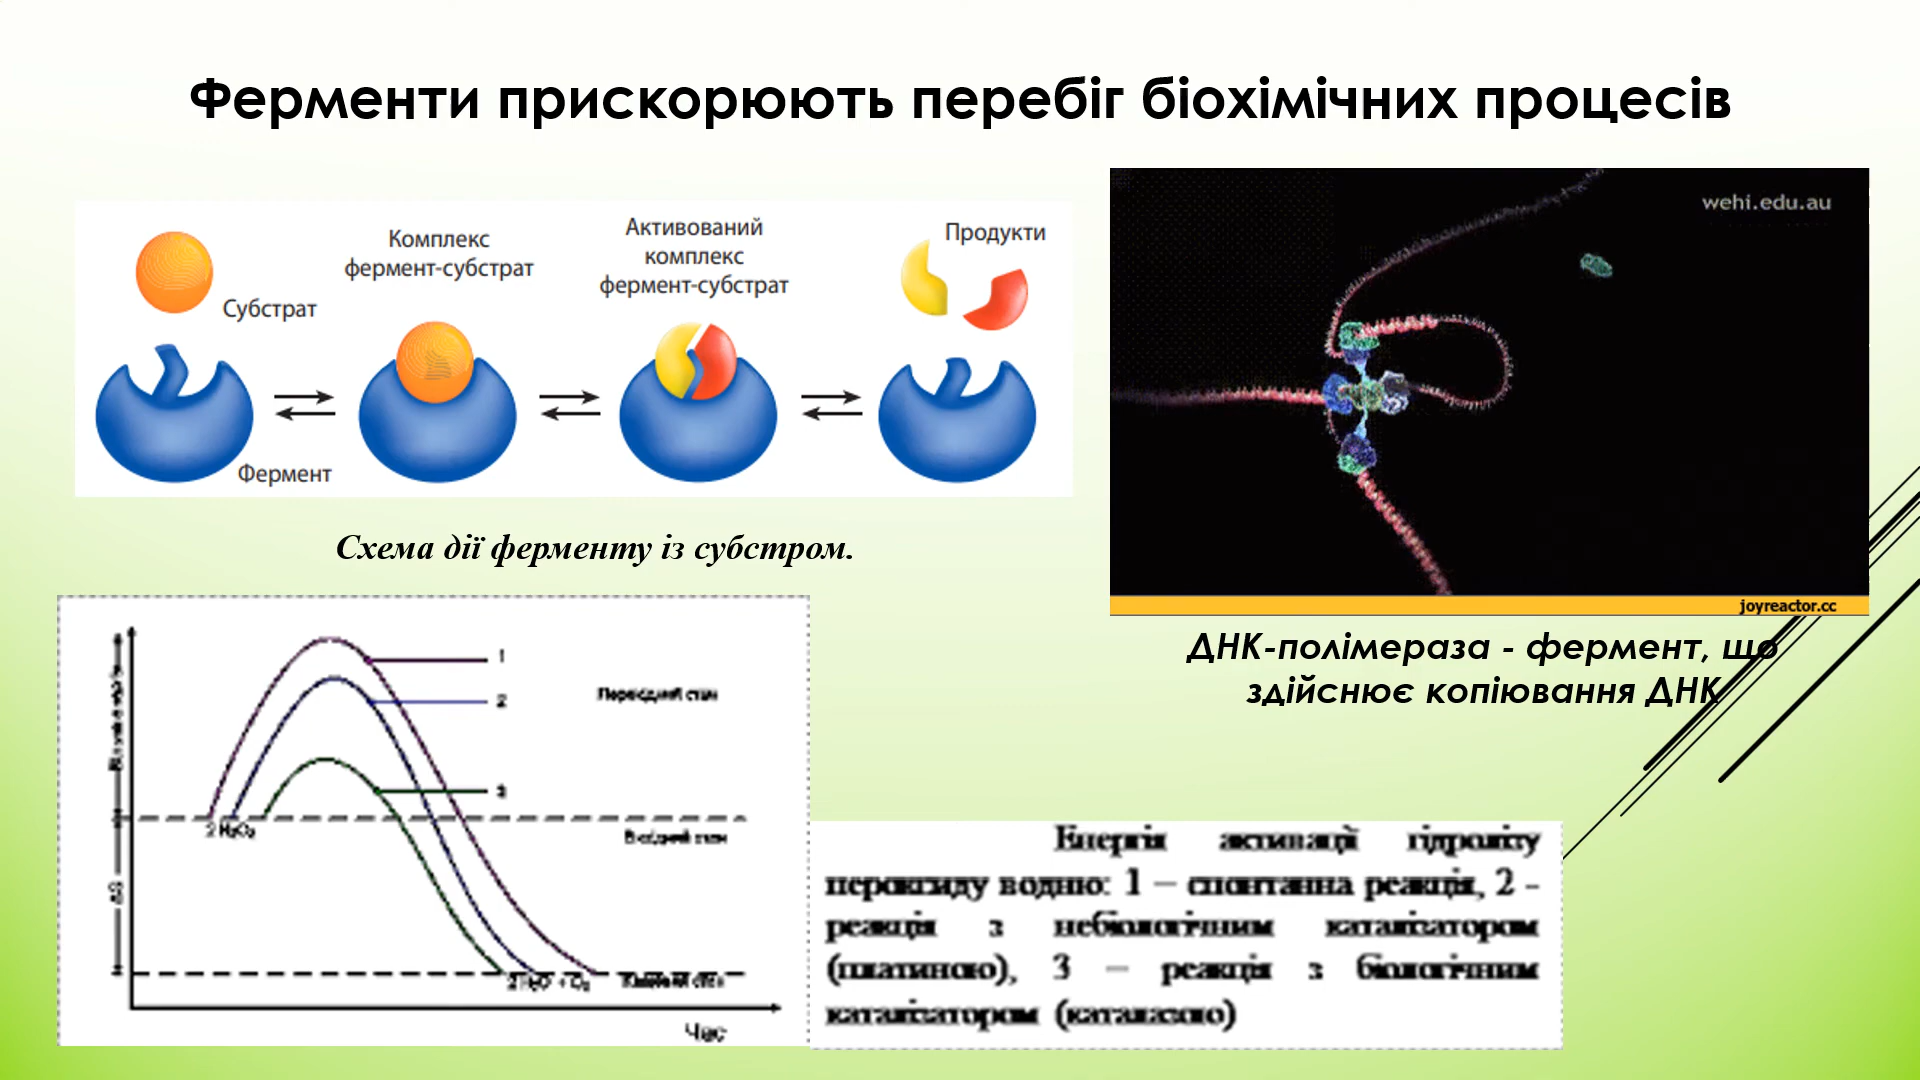 Ферменти прискорюють перебіг біохімічних процесів
Субстрат
Фермент
Комплекс
фермент-субстрат
Активований
комплекс
фермент-субстрат
Продукти
Схема дії ферменту із субстром.
wehi.edu.au
joyreactor.cc
ДНК-полімераза - фермент, що
здійснює копіювання ДНК
1
2
3
Перехідний стан
2 H₂O₂
Вихідний стан
ΔG
2 H₂O + O₂
Кінцевий стан
Час
Енергія активації гідролізу
пероксиду водню: 1 – спонтанна реакція, 2 -
реакція з небіологічним каталізатором
(платиною), 3 – реакція з біологічним
каталізатором (каталазою)